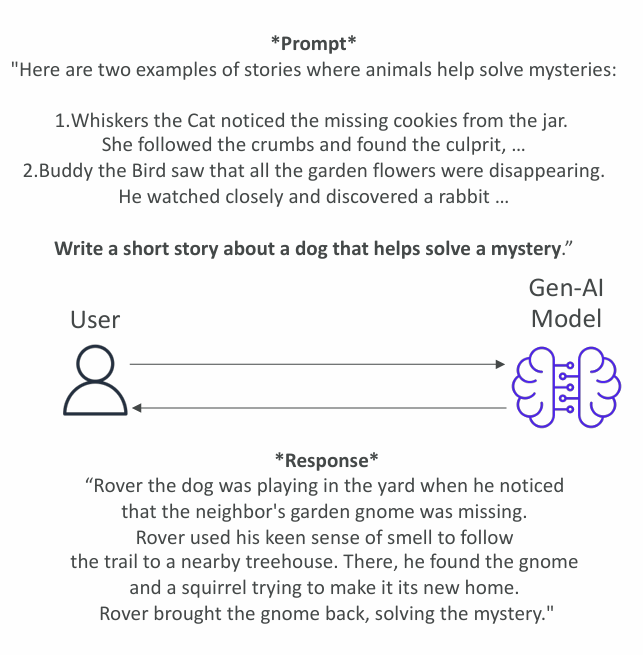 *Prompt*
"Here are two examples of stories where animals help solve mysteries:
1.Whiskers the Cat noticed the missing cookies from the jar.
She followed the crumbs and found the culprit, …
2.Buddy the Bird saw that all the garden flowers were disappearing.
He watched closely and discovered a rabbit …
Write a short story about a dog that helps solve a mystery.”
User
Gen-AI
Model
*Response*
“Rover the dog was playing in the yard when he noticed
that the neighbor's garden gnome was missing.
Rover used his keen sense of smell to follow
the trail to a nearby treehouse. There, he found the gnome
and a squirrel trying to make it its new home.
Rover brought the gnome back, solving the mystery."